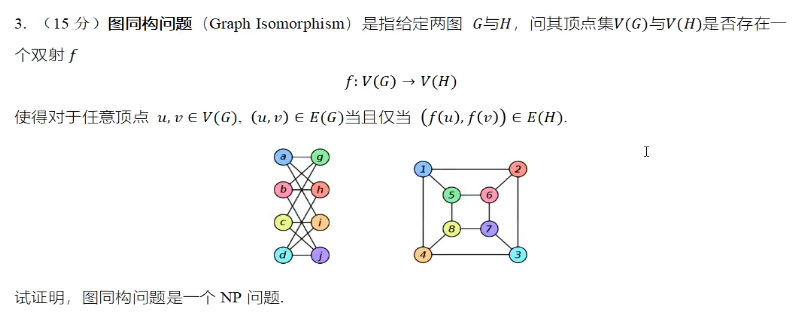 3. （15 分）图同构问题（Graph Isomorphism）是指给定两图 G与H，问其顶点集V(G)与V(H)是否存在一
个双射 f
f: V(G) → V(H)
使得对于任意顶点 u, v ∈ V(G), (u, v) ∈ E(G)当且仅当 (f(u), f(v)) ∈ E(H).
a g
b h
c i
d j
1 2
5 6
8 7
4 3
试证明，图同构问题是一个 NP 问题.